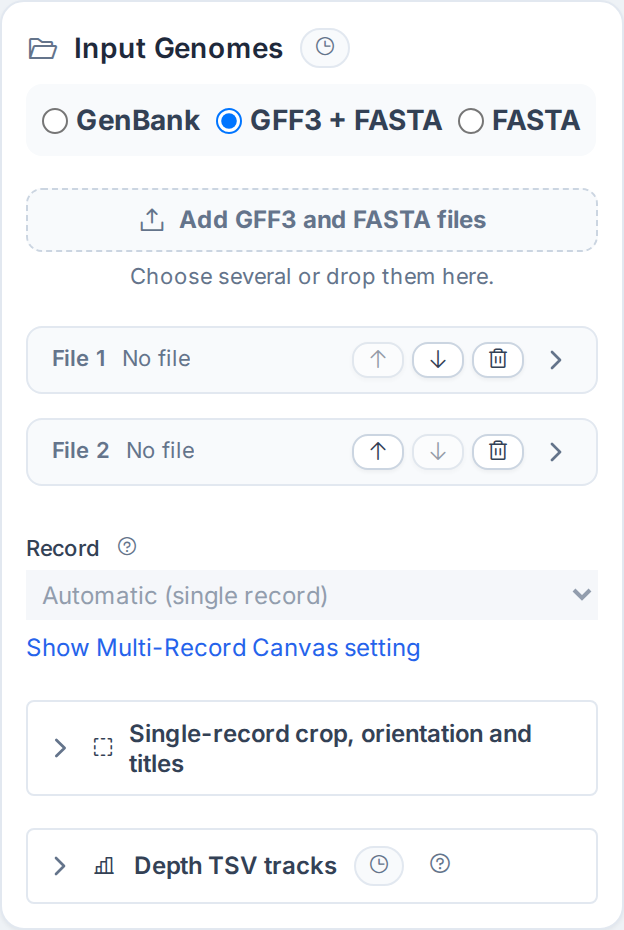 Input Genomes
GenBank GFF3 + FASTA FASTA
Add GFF3 and FASTA files
Choose several or drop them here.
File 1 No file
File 2 No file
Record
Automatic (single record)
Show Multi-Record Canvas setting
Single-record crop, orientation and
titles
Depth TSV tracks